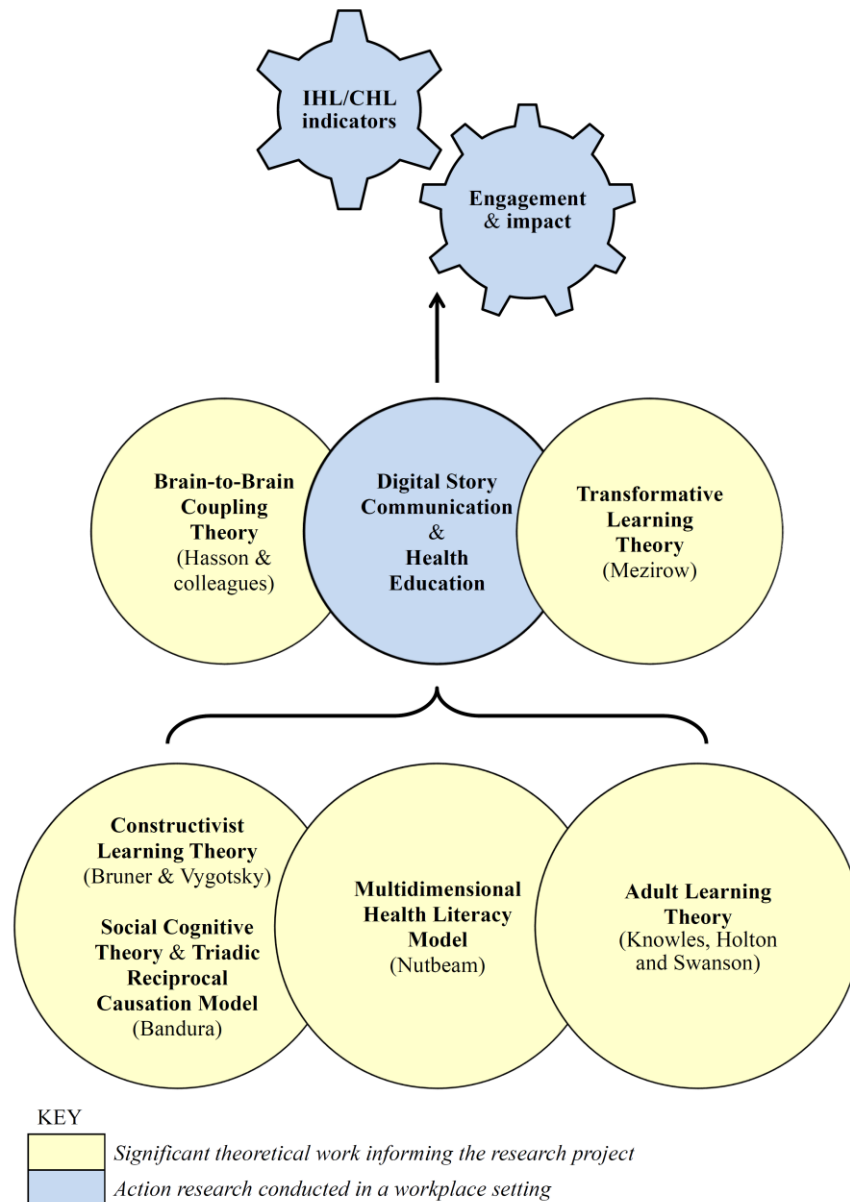 IHL/CHL
indicators
Engagement
& impact
Brain-to-Brain
Coupling
Theory
(Hasson &
colleagues)
Digital Story
Communication
&
Health
Education
Transformative
Learning
Theory
(Mezirow)
Constructivist
Learning Theory
(Bruner & Vygotsky)
Social Cognitive
Theory & Triadic
Reciprocal
Causation Model
(Bandura)
Multidimensional
Health Literacy
Model
(Nutbeam)
Adult Learning
Theory
(Knowles, Holton
and Swanson)
KEY
Significant theoretical work informing the research project
Action research conducted in a workplace setting